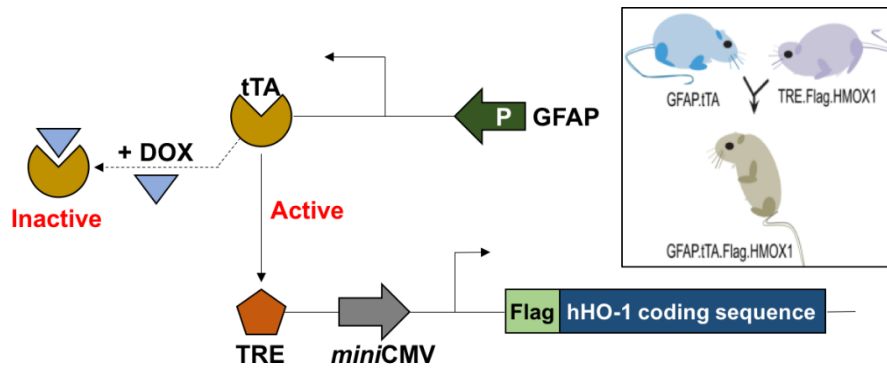 tTA
P
GFAP
+ DOX
Inactive
Active
TRE
miniCMV
Flag
hHO-1 coding sequence
GFAP.tTA
TRE.Flag.HMOX1
GFAP.tTA.Flag.HMOX1